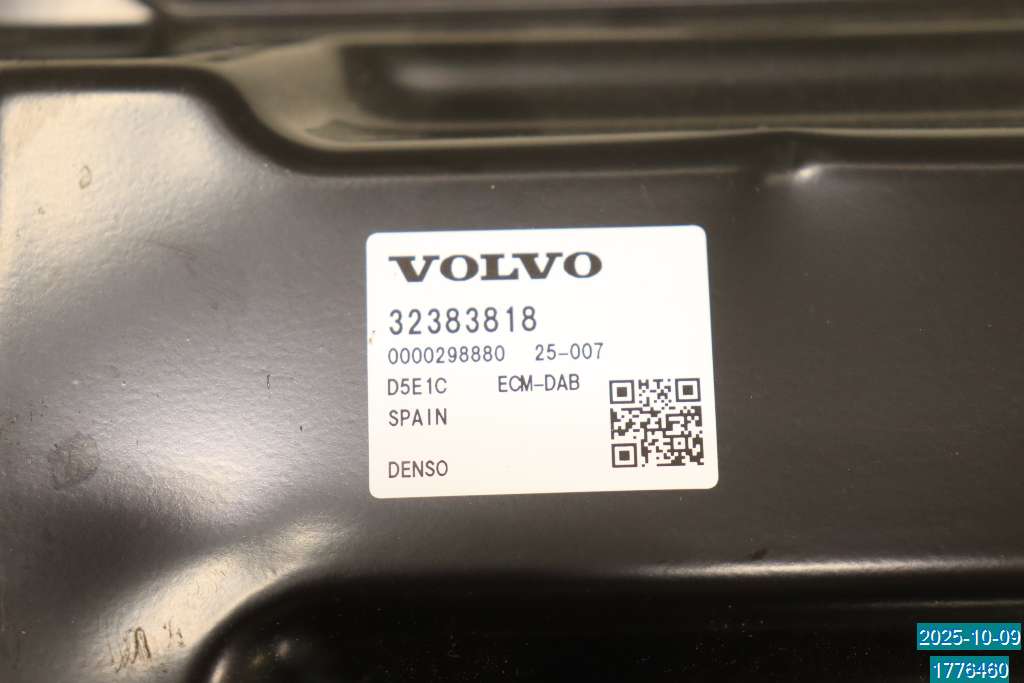 VOLVO
32383818
0000298880 25-007
D5E1C ECM-DAB
SPAIN
DENSO
2025-10-09
1776460